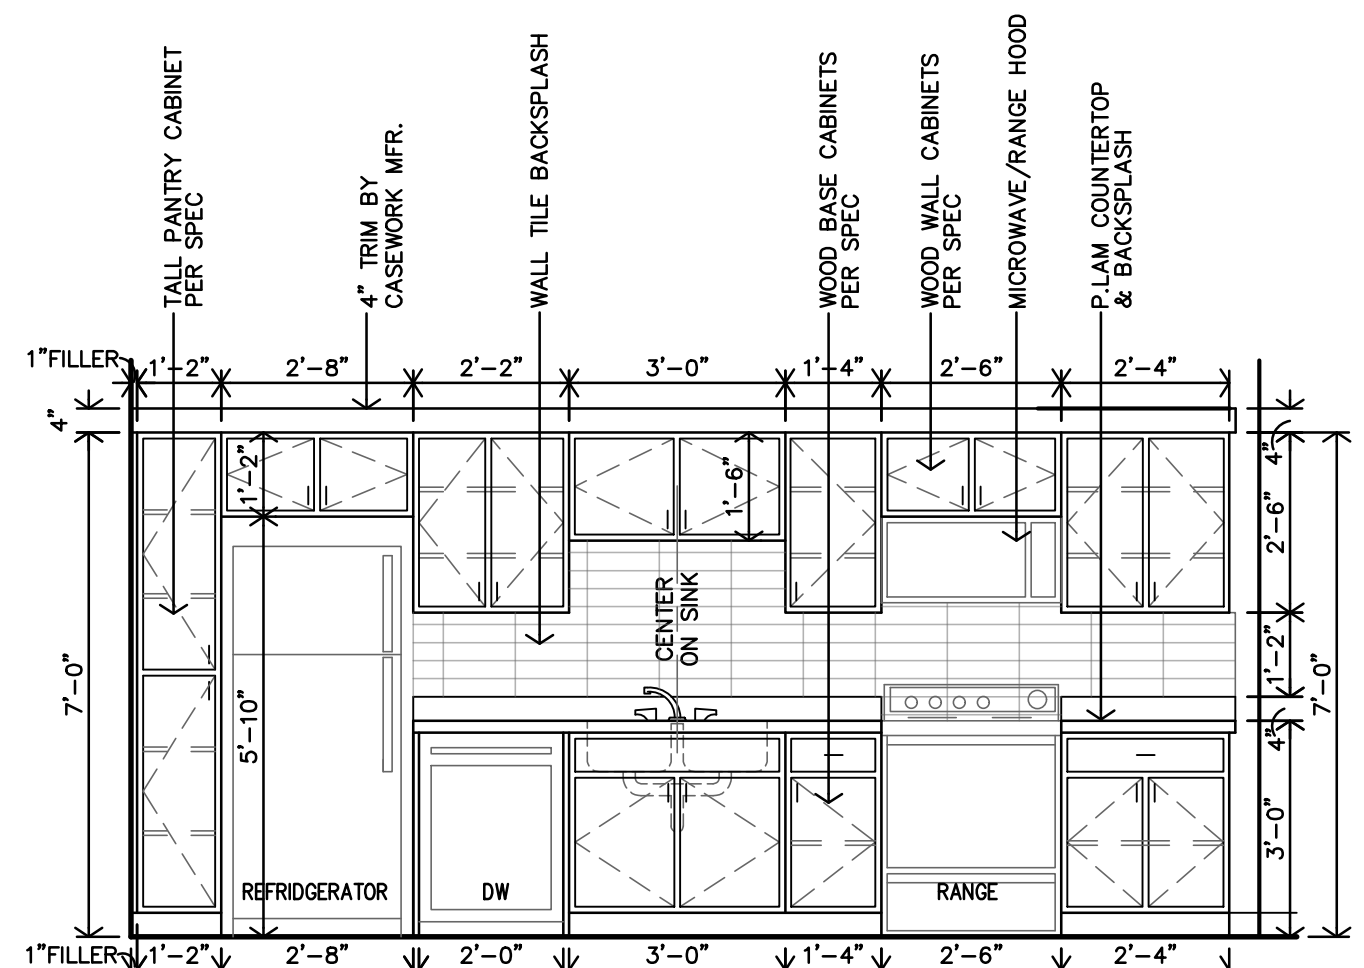 TALL PANTRY CABINET
PER SPEC
4" TRIM BY
CASEWORK MFR.
WALL TILE BACKSPLASH
WOOD BASE CABINETS
PER SPEC
WOOD WALL CABINETS
PER SPEC
MICROWAVE/RANGE HOOD
P.LAM COUNTERTOP
& BACKSPLASH
1"FILLER
1'-2"
2'-8"
2'-2"
3'-0"
1'-4"
2'-6"
2'-4"
4"
7'-0"
1'-2"
5'-10"
1'-6"
CENTER
ON SINK
4"
2'-6"
1'-2"
4"
3'-0"
7'-0"
REFRIDGERATOR
DW
RANGE
1"FILLER
1'-2"
2'-8"
2'-0"
3'-0"
1'-4"
2'-6"
2'-4"